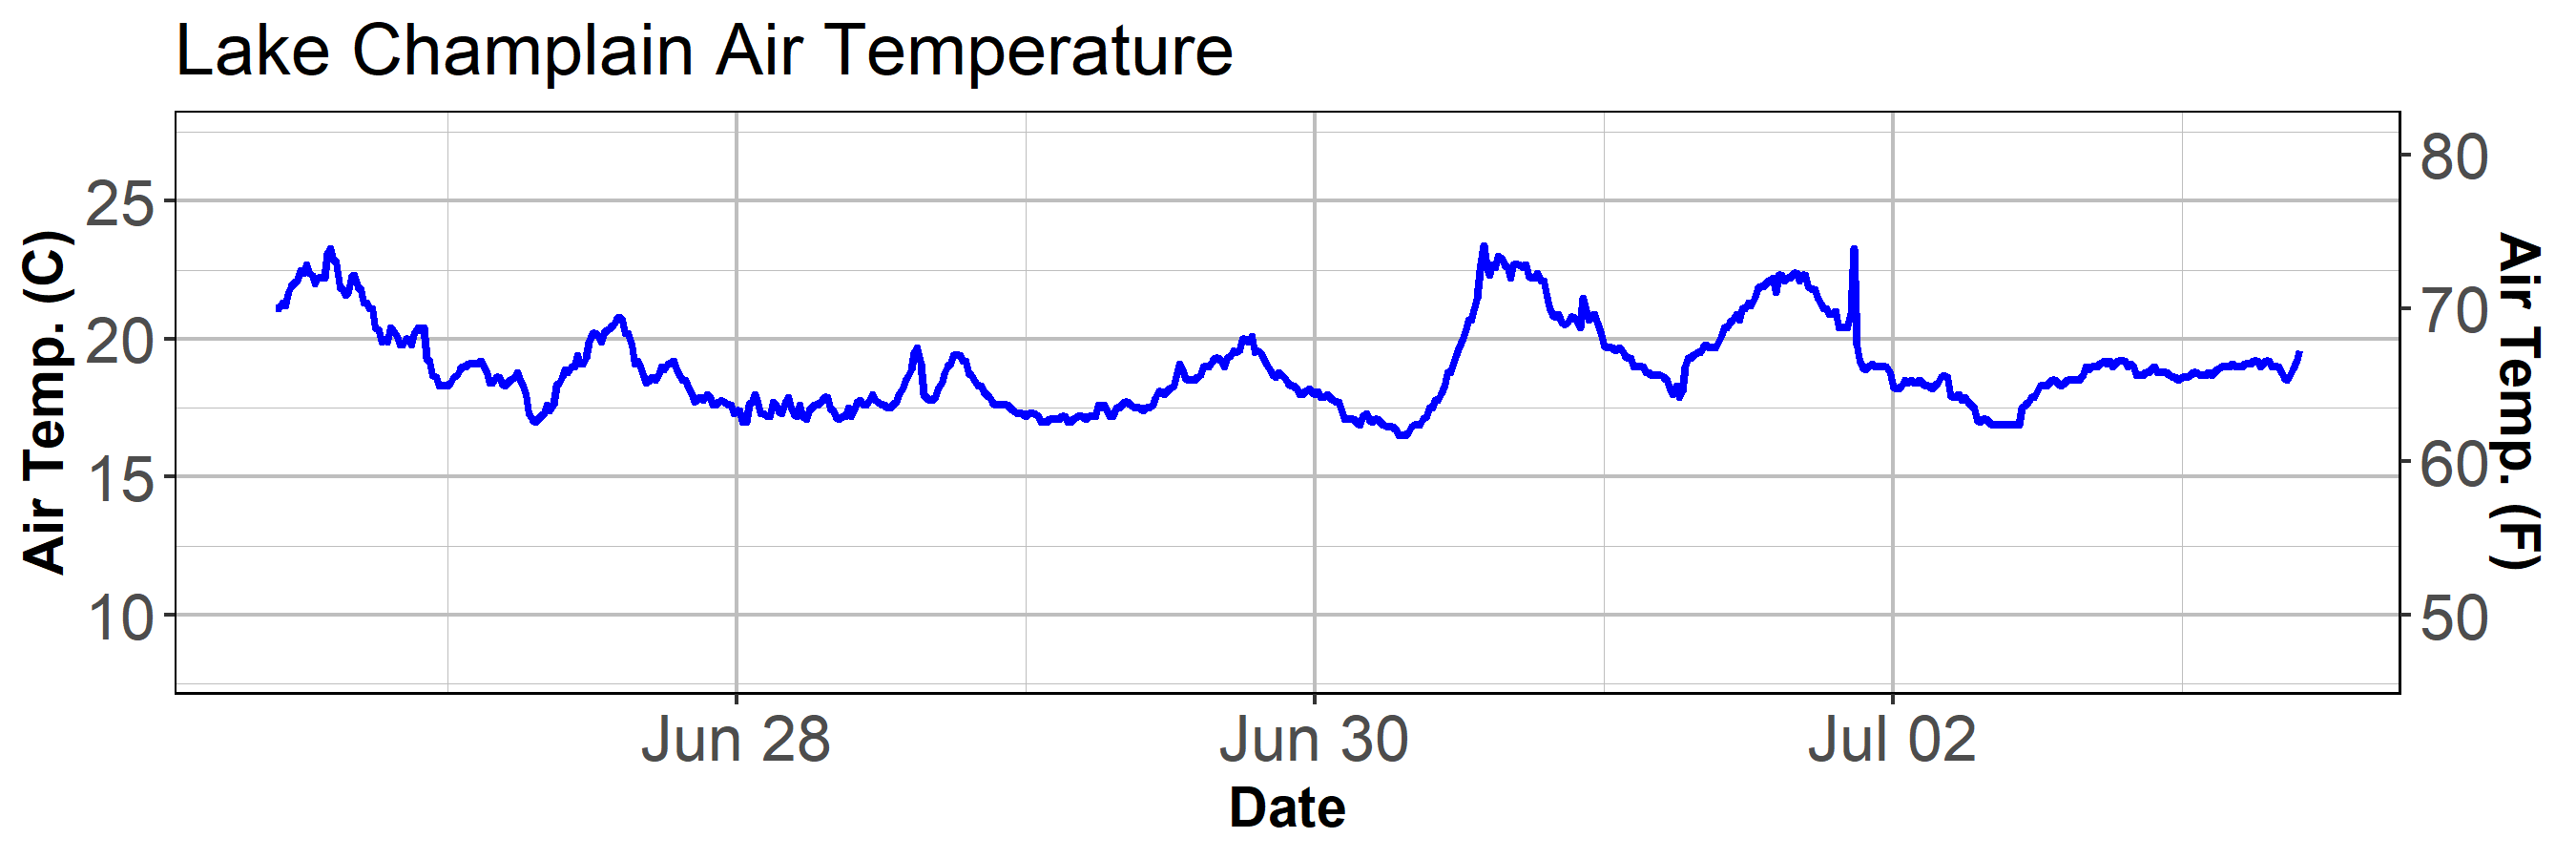 Lake Champlain Air Temperature
Air Temp. (C)
25
20
15
10
80
70
60
50
Air Temp. (F)
Jun 28
Jun 30
Jul 02
Date